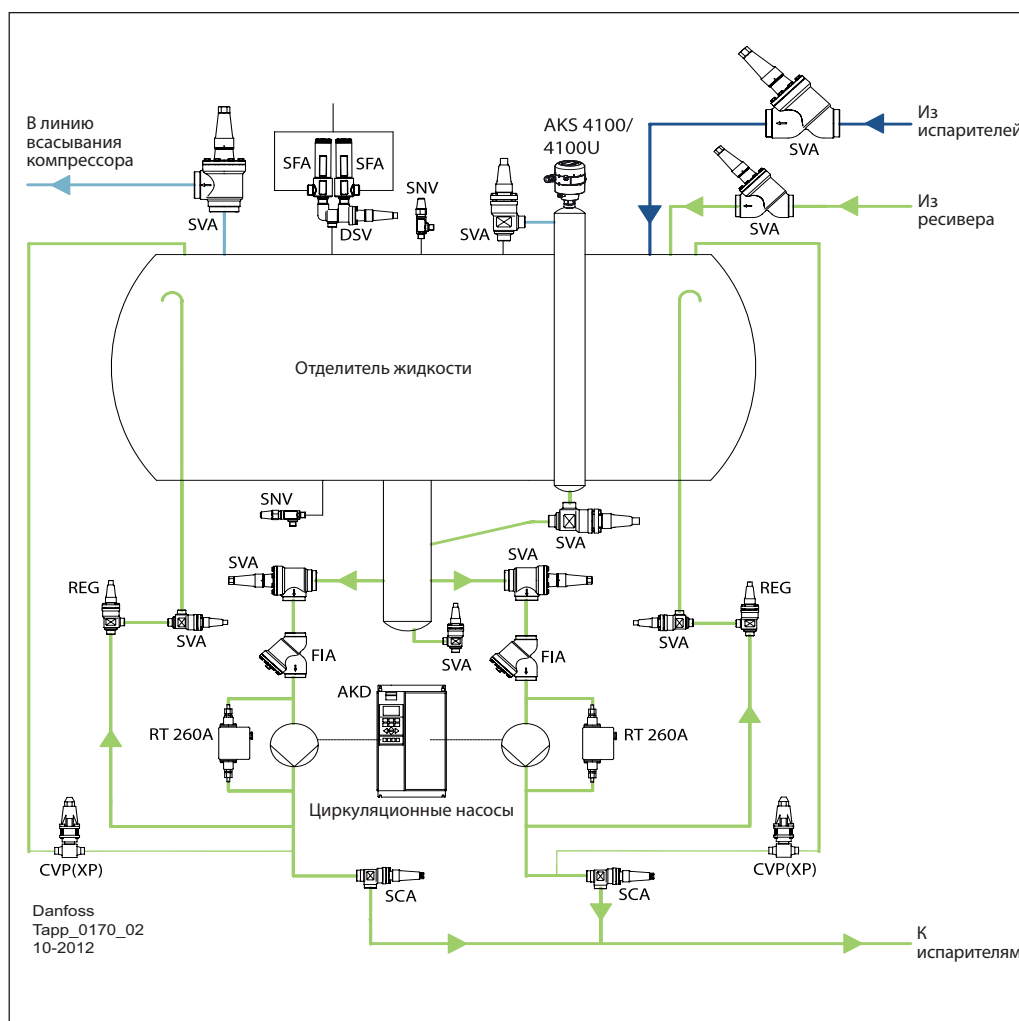 В линию
всасывания
компрессора
SFA
SFA
SNV
AKS 4100/
4100U
Из
испарителей
SVA
Из
ресивера
SVA
SVA
DSV
SVA
Отделитель жидкости
SNV
SVA
SVA
SVA
REG
REG
SVA
SVA
SVA
FIA
FIA
AKD
RT 260A
RT 260A
Циркуляционные насосы
CVP(XP)
CVP(XP)
SCA
SCA
Danfoss
Tapp_0170_02
10-2012
К
испарителям